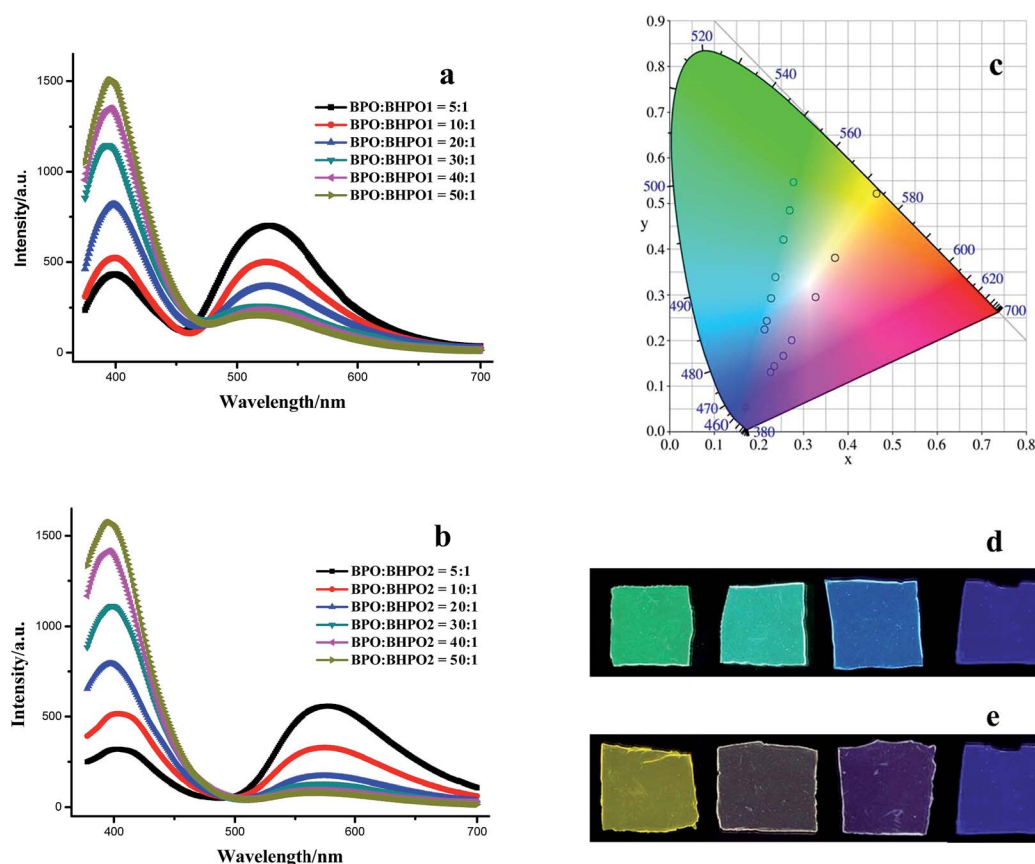 a
BPO:BHPO1 = 5:1
BPO:BHPO1 = 10:1
BPO:BHPO1 = 20:1
BPO:BHPO1 = 30:1
BPO:BHPO1 = 40:1
BPO:BHPO1 = 50:1
Intensity/a.u.
1500
1000
500
0
400 500 600 700
Wavelength/nm
b
BPO:BHPO2 = 5:1
BPO:BHPO2 = 10:1
BPO:BHPO2 = 20:1
BPO:BHPO2 = 30:1
BPO:BHPO2 = 40:1
BPO:BHPO2 = 50:1
Intensity/a.u.
1500
1000
500
0
400 500 600 700
Wavelength/nm
c
0.9
0.8
0.7
0.6
0.5
y
0.4
0.3
0.2
0.1
0.0
0.0 0.1 0.2 0.3 0.4 0.5 0.6 0.7 0.8
x
520
540
560
500
580
600
620
490
700
480
470
460
380
d
e